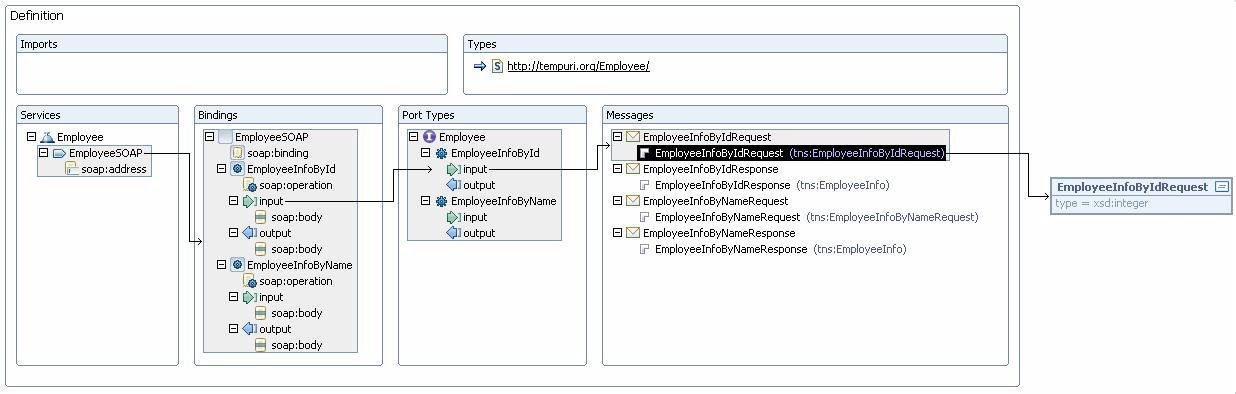 Definition
Imports
Types
http://tempuri.org/Employee/
Services
Employee
EmployeeSOAP
soap:address
Bindings
EmployeeSOAP
soap:binding
EmployeeInfoById
soap:operation
input
soap:body
output
soap:body
EmployeeInfoByName
soap:operation
input
soap:body
output
soap:body
Port Types
Employee
EmployeeInfoById
input
output
EmployeeInfoByName
input
output
Messages
EmployeeInfoByIdRequest
EmployeeInfoByIdRequest (tns:EmployeeInfoByIdRequest)
EmployeeInfoByIdResponse
EmployeeInfoByIdResponse (tns:EmployeeInfo)
EmployeeInfoByNameRequest
EmployeeInfoByNameRequest (tns:EmployeeInfoByNameRequest)
EmployeeInfoByNameResponse
EmployeeInfoByNameResponse (tns:EmployeeInfo)
EmployeeInfoByIdRequest
type = xsd:integer